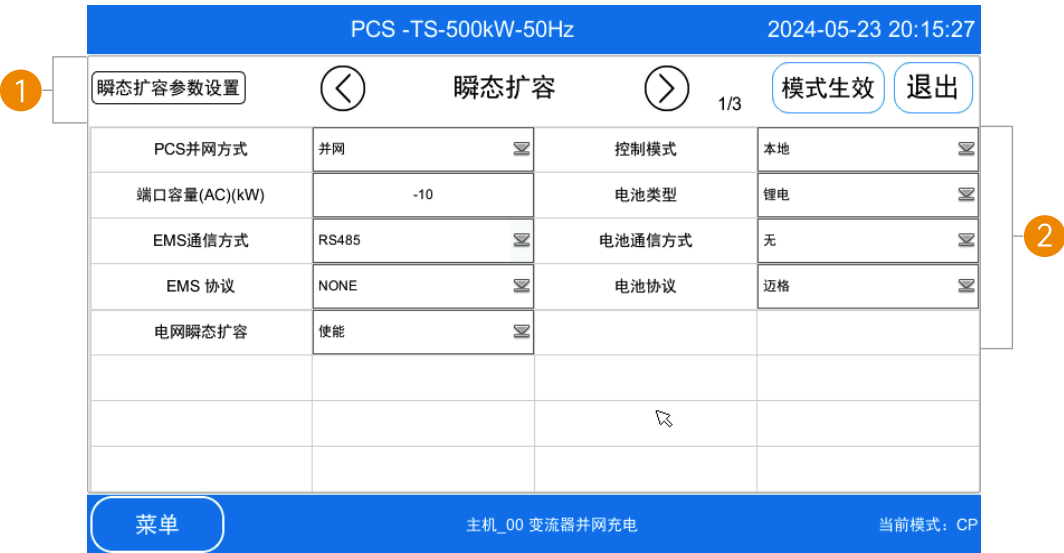 PCS -TS-500kW-50Hz 2024-05-23 20:15:27
1 瞬态扩容参数设置 瞬态扩容 1/3 模式生效 退出
PCS并网方式 并网 控制模式 本地
端口容量(AC)(kW) -10 电池类型 锂电
EMS通信方式 RS485 电池通信方式 无 2
EMS 协议 NONE 电池协议 迈格
电网瞬态扩容 使能
菜单 主机_00 变流器并网充电 当前模式：CP